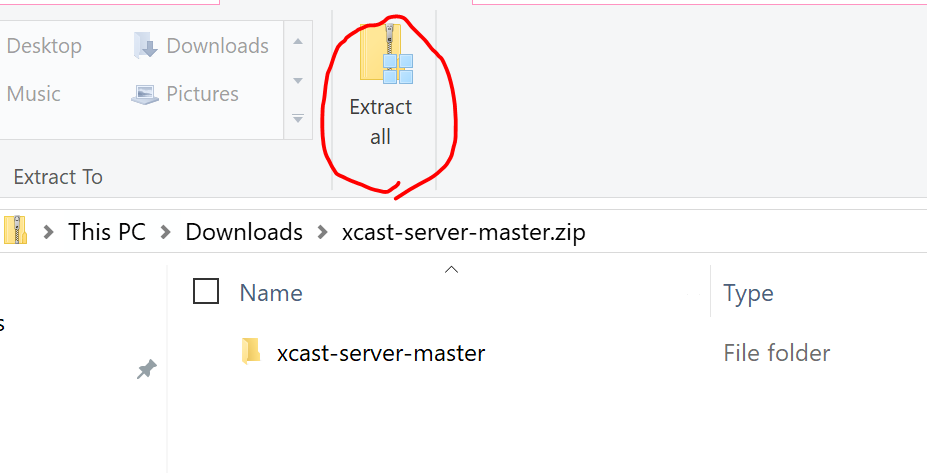 Desktop Downloads
Music Pictures
Extract
all
Extract To
This PC Downloads xcast-server-master.zip
Name Type
s
xcast-server-master File folder